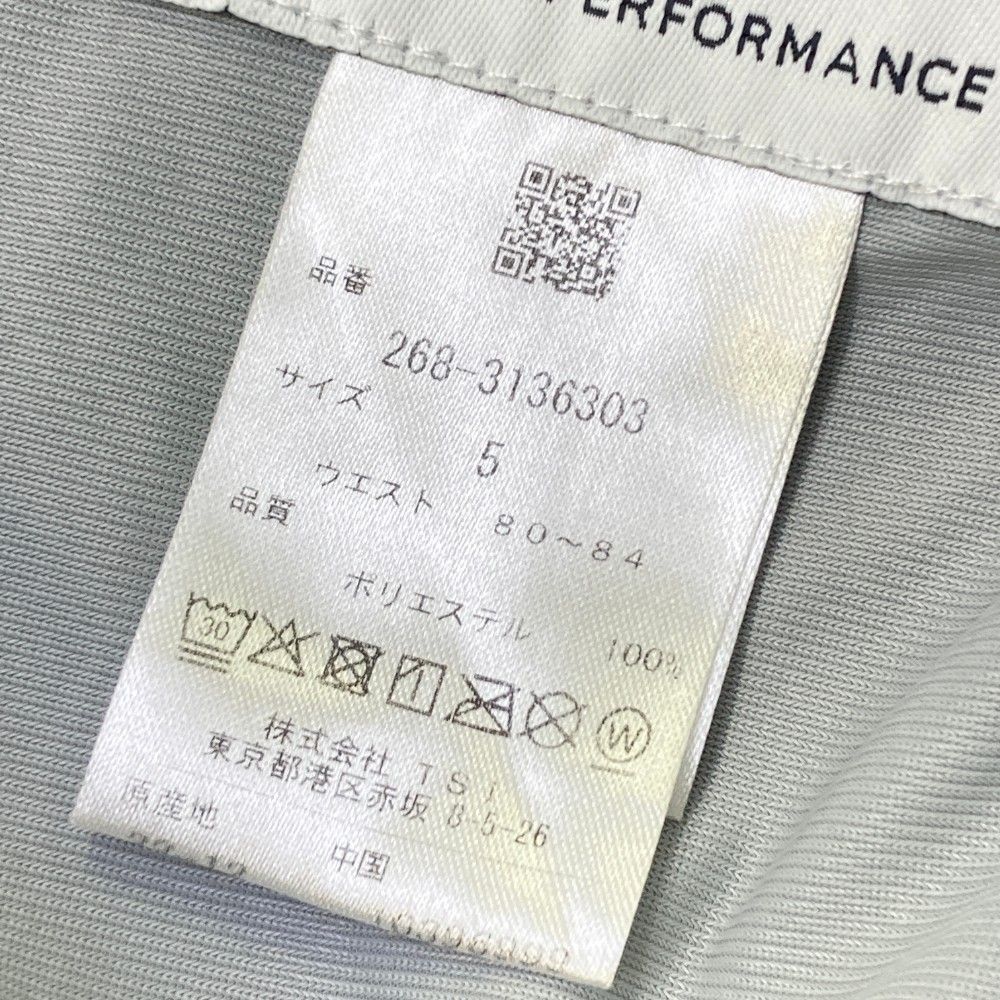 PERFORMANCE
品番
268-3136303
サイズ
5
ウエスト 80～84
品質
ポリエステル 100%
30
W
株式会社 TSI
東京都港区赤坂 8-5-26
原産地
中国